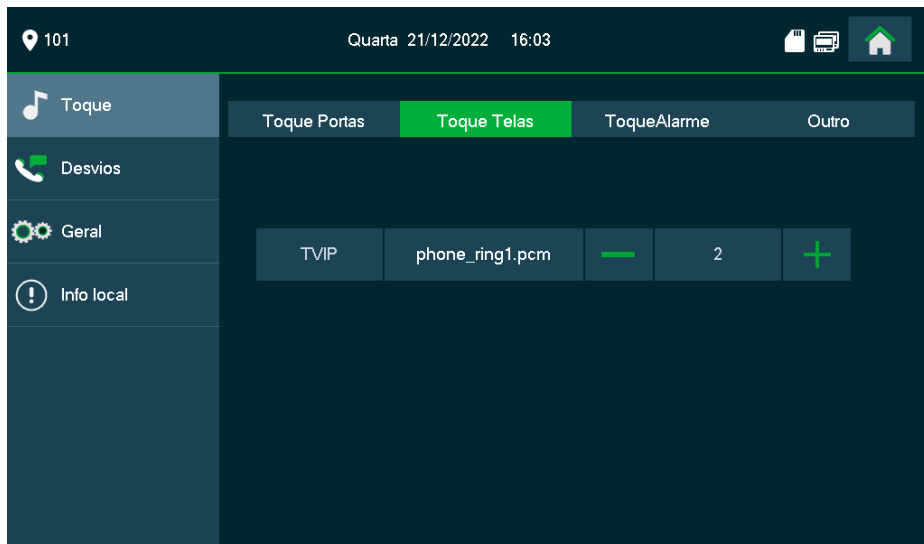 101
Quarta 21/12/2022 16:03
Toque
Desvios
Geral
Info local
Toque Portas
Toque Telas
ToqueAlarme
Outro
TVIP
phone_ring1.pcm
2